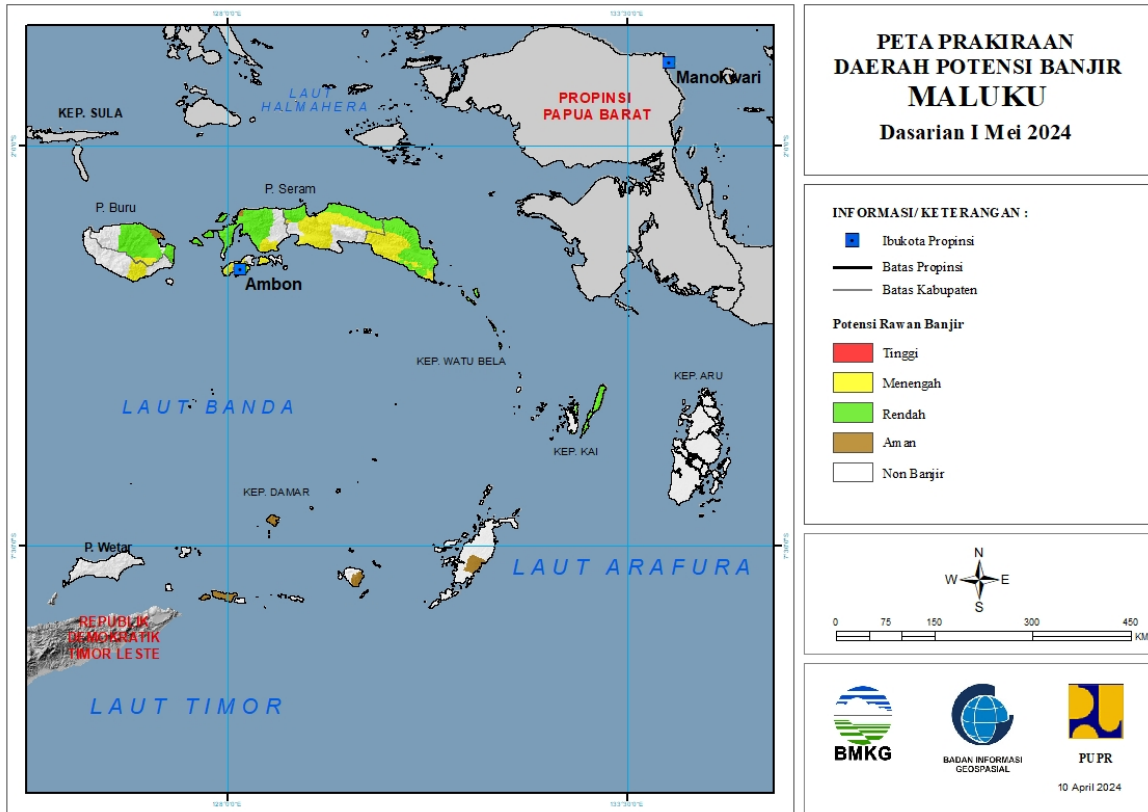 PETA PRAKIRAAN
DAERAH POTENSI BANJIR
MALUKU
Dasarian I Mei 2024
INFORMASI/ KETERANGAN :
Ibukota Propinsi
Batas Propinsi
Batas Kabupaten
Potensi Rawan Banjir
Tinggi
Menengah
Rendah
Aman
Non Banjir
N
W E
S
0 75 150 300 450
KM
BMKG
BADAN INFORMASI
GEOSPASIAL
PUPR
10 April 2024
Manokwari
LAUT
HALMAHERA
PROPINSI
PAPUA BARAT
KEP. SULA
P. Seram
P. Buru
Ambon
KEP. WATU BELA
KEP. ARU
LAUT BANDA
KEP. KAI
KEP. DAMAR
P. Wetar
LAUT ARAFURA
REPUBLIK
DEMOKRATIK
TIMOR LESTE
LAUT TIMOR